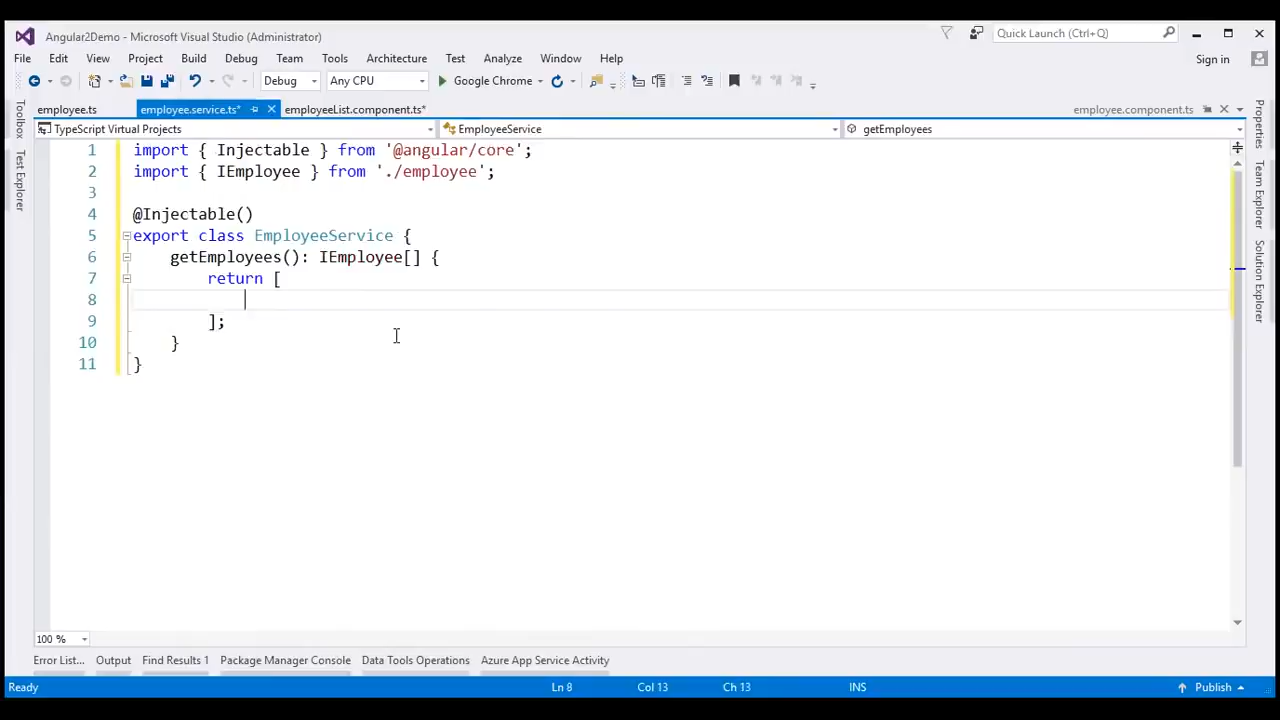 Angular2Demo - Microsoft Visual Studio (Administrator)
Quick Launch (Ctrl+Q)
File Edit View Project Build Debug Team Tools Architecture Test Analyze Window Help
Sign in
Debug Any CPU Google Chrome
employee.ts employee.service.ts* employeeList.component.ts* employee.component.ts
TypeScript Virtual Projects EmployeeService getEmployees
Toolbox
Test Explorer
1 import { Injectable } from '@angular/core';
2 import { IEmployee } from './employee';
3
4 @Injectable()
5 export class EmployeeService {
6 getEmployees(): IEmployee[] {
7 return [
8
9 ];
10 }
11 }
Properties
Team Explorer
Solution Explorer
100 %
Error List... Output Find Results 1 Package Manager Console Data Tools Operations Azure App Service Activity
Ready Ln 8 Col 13 Ch 13 INS Publish